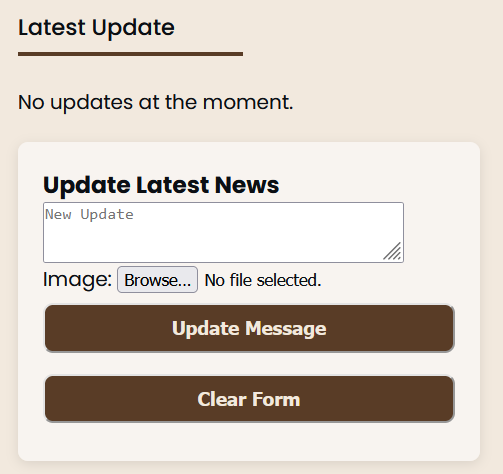 Latest Update
No updates at the moment.
Update Latest News
New Update
Image: Browse... No file selected.
Update Message
Clear Form